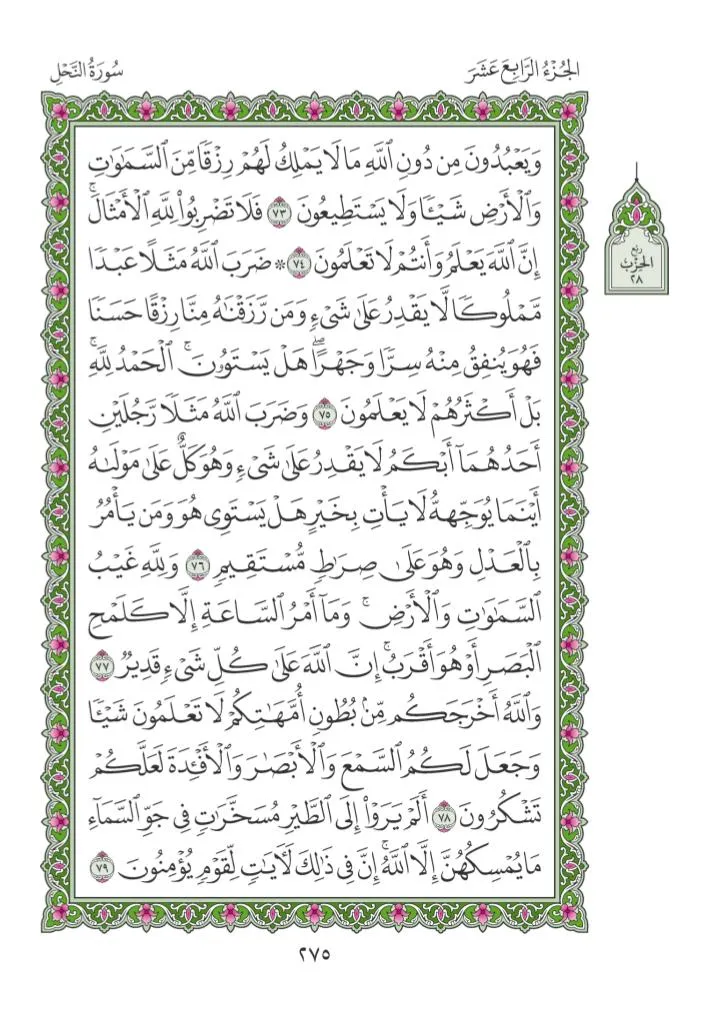 الجُزْءُ الرَّابِعَ عَشَرَ
سُورَةُ النَّحْلِ
وَيَعْبُدُونَ مِن دُونِ ٱللَّهِ مَا لَا يَمْلِكُ لَهُمْ رِزْقًا مِّنَ ٱلسَّمَٰوَٰتِ
وَٱلْأَرْضِ شَيْـًٔا وَلَا يَسْتَطِيعُونَ ٧٣ فَلَا تَضْرِبُوا۟ لِلَّهِ ٱلْأَمْثَالَ ۚ
إِنَّ ٱللَّهَ يَعْلَمُ وَأَنتُمْ لَا تَعْلَمُونَ ٧٤ * ضَرَبَ ٱللَّهُ مَثَلًا عَبْدًا
مَّمْلُوكًا لَّا يَقْدِرُ عَلَىٰ شَىْءٍ وَمَن رَّزَقْنَٰهُ مِنَّا رِزْقًا حَسَنًا
فَهُوَ يُنفِقُ مِنْهُ سِرًّا وَجَهْرًا ۖ هَلْ يَسْتَوُۥنَ ۚ ٱلْحَمْدُ لِلَّهِ ۚ
بَلْ أَكْثَرُهُمْ لَا يَعْلَمُونَ ٧٥ وَضَرَبَ ٱللَّهُ مَثَلًا رَّجُلَيْنِ
أَحَدُهُمَآ أَبْكَمُ لَا يَقْدِرُ عَلَىٰ شَىْءٍ وَهُوَ كَلٌّ عَلَىٰ مَوْلَىٰهُ
أَيْنَمَا يُوَجِّههُّ لَا يَأْتِ بِخَيْرٍ هَلْ يَسْتَوِى هُوَ وَمَن يَأْمُرُ
بِٱلْعَدْلِ وَهُوَ عَلَىٰ صِرَٰطٍ مُّسْتَقِيمٍ ٧٦ وَلِلَّهِ غَيْبُ
ٱلسَّمَٰوَٰتِ وَٱلْأَرْضِ ۚ وَمَآ أَمْرُ ٱلسَّاعَةِ إِلَّا كَلَمْحِ
ٱلْبَصَرِ أَوْ هُوَ أَقْرَبُ ۚ إِنَّ ٱللَّهَ عَلَىٰ كُلِّ شَىْءٍ قَدِيرٌ ٧٧
وَٱللَّهُ أَخْرَجَكُم مِّنۢ بُطُونِ أُمَّهَٰتِكُمْ لَا تَعْلَمُونَ شَيْـًٔا
وَجَعَلَ لَكُمُ ٱلسَّمْعَ وَٱلْأَبْصَٰرَ وَٱلْأَفْـِٔدَةَ لَعَلَّكُمْ
تَشْكُرُونَ ٧٨ أَلَمْ يَرَوْا۟ إِلَى ٱلطَّيْرِ مُسَخَّرَٰتٍ فِى جَوِّ ٱلسَّمَآءِ
مَا يُمْسِكُهُنَّ إِلَّا ٱللَّهُ ۗ إِنَّ فِى ذَٰلِكَ لَـَٔايَٰتٍ لِّقَوْمٍ يُؤْمِنُونَ ٧٩
ربع
الحِزْب
٢٨
٢٧٥